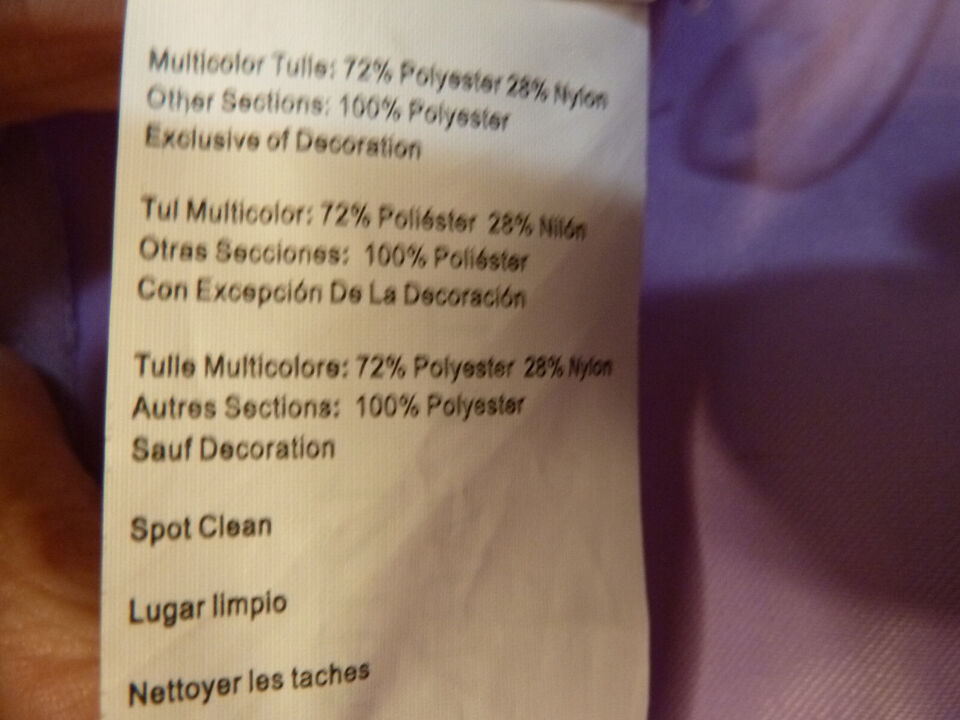 Multicolor Tulle: 72% Polyester 28% Nylon
Other Sections: 100% Polyester
Exclusive of Decoration
Tul Multicolor: 72% Poliéster 28% Nilón
Otras Secciones: 100% Poliéster
Con Excepción De La Decoración
Tulle Multicolore: 72% Polyester 28% Nylon
Autres Sections: 100% Polyester
Sauf Decoration
Spot Clean
Lugar limpio
Nettoyer les taches